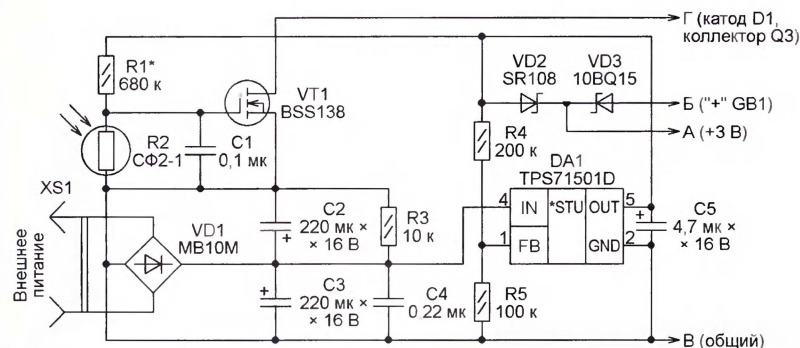 Г (катод D1,
коллектор Q3)
R1*
680 к
VT1
BSS138
VD2
SR108
VD3
10BQ15
Б ("+" GB1)
А (+3 В)
R2
СФ2-1
C1
0,1 мк
R4
200 к
DA1
TPS71501D
XS1
4
IN
*STU
OUT
5
C5
4,7 мк ×
× 16 В
+
1
FB
GND
2
VD1
MB10M
C2
220 мк ×
× 16 В
+
R3
10 к
Внешнее
питание
+
C3
220 мк ×
× 16 В
C4
0,22 мк
R5
100 к
В (общий)